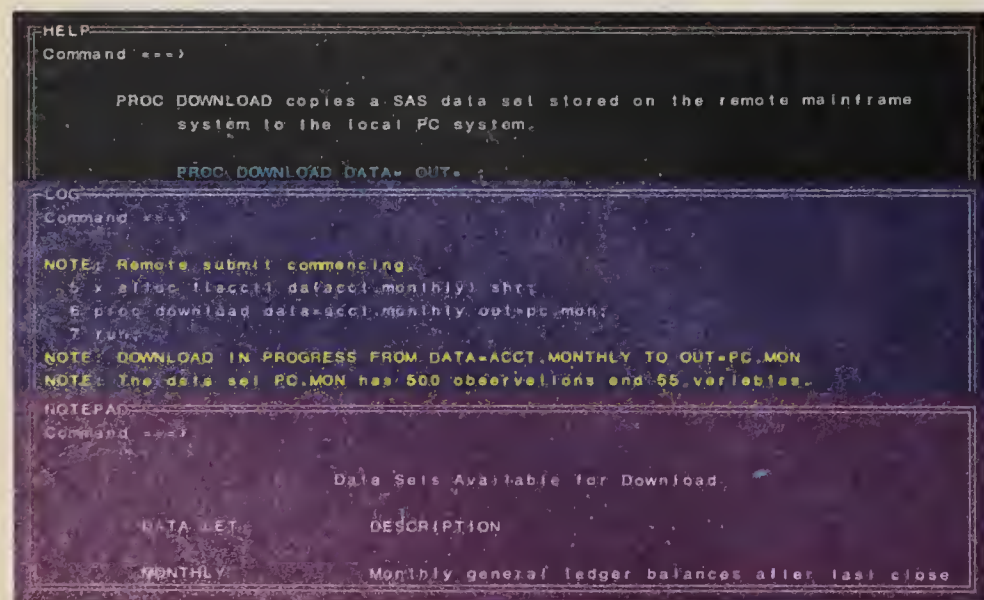 HELP
Command ===>
PROC DOWNLOAD copies a SAS data set stored on the remote mainframe
system to the local PC system.
PROC DOWNLOAD DATA= OUT= ;
LOG
Command ===>
NOTE: Remote submit commencing.
5 x alloc f(acct) da(acct.monthly) shr;
6 proc download data=acct.monthly out=pc.mon;
7 run;
NOTE: DOWNLOAD IN PROGRESS FROM DATA=ACCT.MONTHLY TO OUT=PC.MON
NOTE: The data set PC.MON has 500 observations and 55 variables.
NOTEPAD
Command ===>
Data Sets Available for Download
DATA SET DESCRIPTION
MONTHLY Monthly general ledger balances after last close